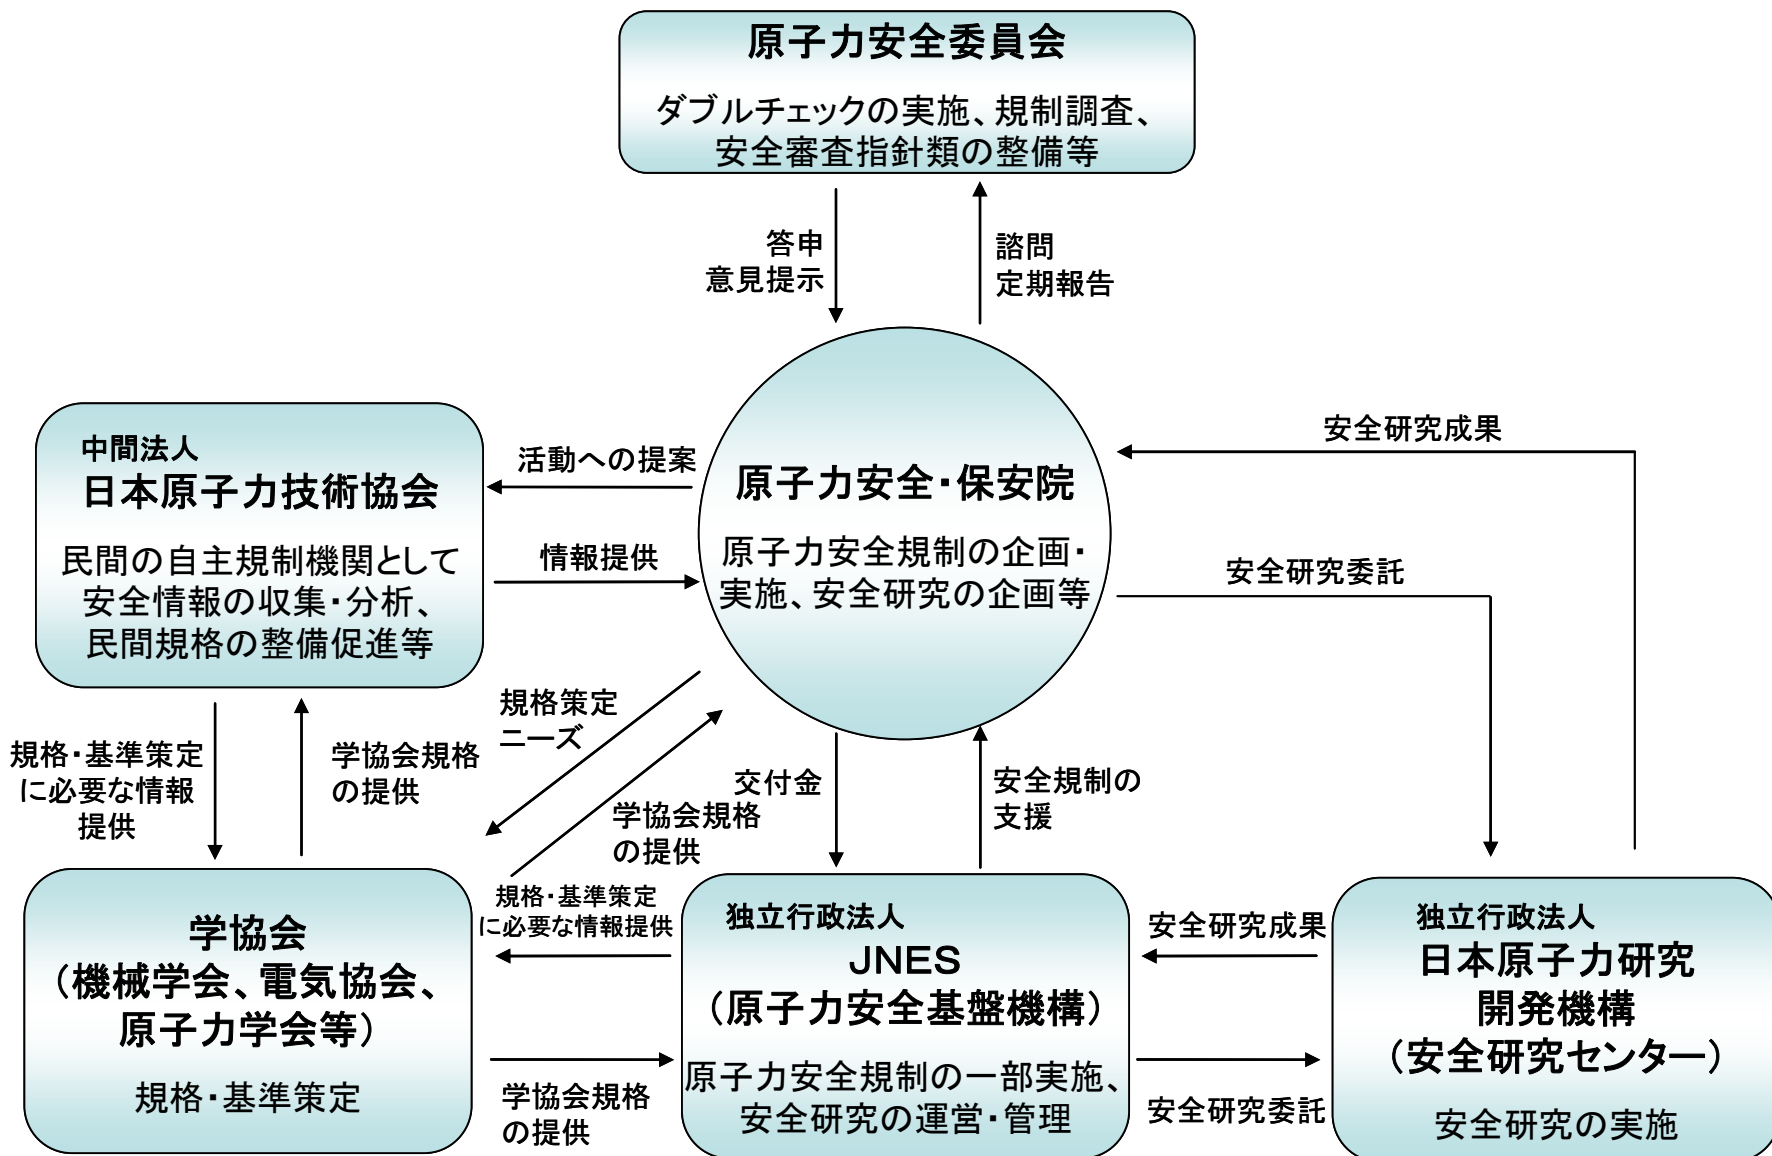 原子力安全委員会
ダブルチェックの実施、規制調査、
安全審査指針類の整備等
答申
意見提示
諮問
定期報告
中間法人
日本原子力技術協会
民間の自主規制機関として
安全情報の収集・分析、
民間規格の整備促進等
活動への提案
情報提供
原子力安全・保安院
原子力安全規制の企画・
実施、安全研究の企画等
安全研究成果
安全研究委託
規格・基準策定
に必要な情報
提供
学協会規格
の提供
規格策定
ニーズ
学協会規格
の提供
交付金
安全規制の
支援
学協会
(機械学会、電気協会、
原子力学会等)
規格・基準策定
規格・基準策定
に必要な情報提供
学協会規格
の提供
独立行政法人
JNES
(原子力安全基盤機構)
原子力安全規制の一部実施、
安全研究の運営・管理
安全研究成果
安全研究委託
独立行政法人
日本原子力研究
開発機構
(安全研究センター)
安全研究の実施